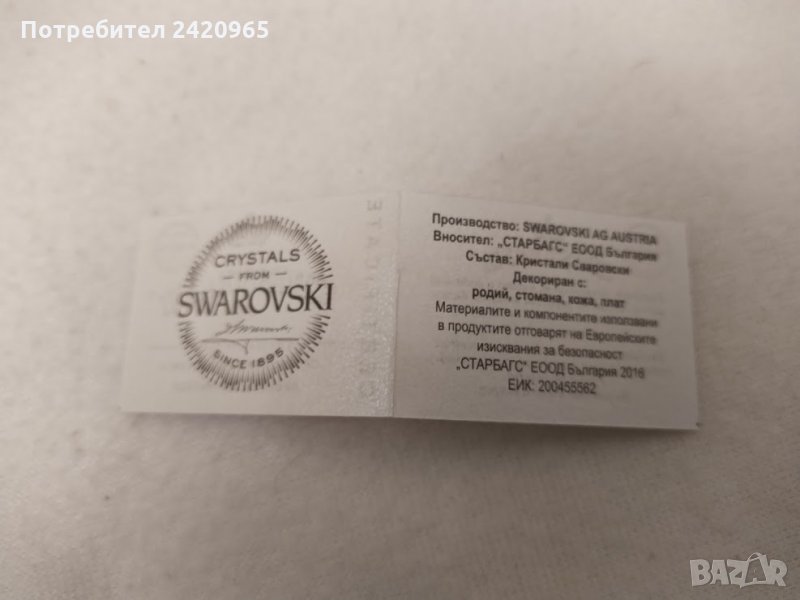 Потребител 2420965
CRYSTALS
FROM
SWAROVSKI
SINCE 1895
CERTIFICATE
Производство: SWAROVSKI AG AUSTRIA
Вносител: „СТАРБАГС“ ЕООД България
Състав: Кристали Сваровски
Декориран с:
родий, стомана, кожа, плат
Материалите и компонентите използвани
в продуктите отговарят на Европейските
изисквания за безопасност
„СТАРБАГС“ ЕООД България 2016
ЕИК: 200455562
BAZAR